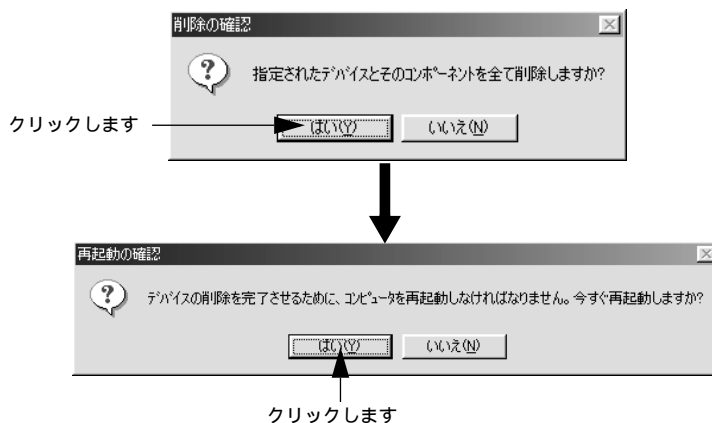 削除の確認
指定されたﾃﾞﾊﾞｲｽとそのｺﾝﾎﾟｰﾈﾝﾄを全て削除しますか?
クリックします
はい(Y)
いいえ(N)
再起動の確認
ﾃﾞﾊﾞｲｽの削除を完了させるために、ｺﾝﾋﾟｭｰﾀを再起動しなければなりません。今すぐ再起動しますか?
はい(Y)
いいえ(N)
クリックします